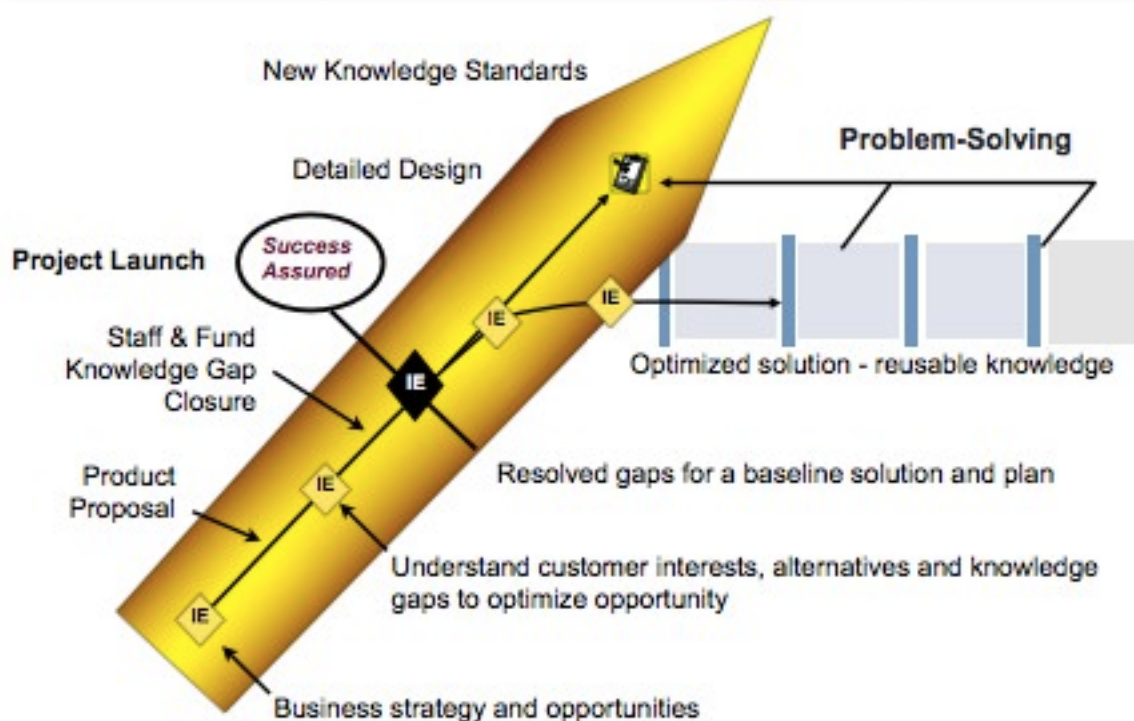 New Knowledge Standards
Problem-Solving
Detailed Design
Success
Assured
Project Launch
IE
IE
Staff & Fund
Knowledge Gap
Closure
Optimized solution - reusable knowledge
IE
Resolved gaps for a baseline solution and plan
Product
Proposal
IE
Understand customer interests, alternatives and knowledge
gaps to optimize opportunity
IE
Business strategy and opportunities